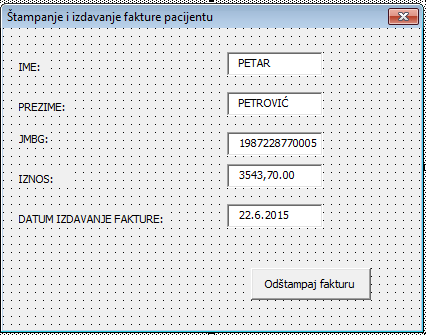 Štampanje i izdavanje fakture pacijentu
IME: PETAR
PREZIME: PETROVIĆ
JMBG: 1987228770005
IZNOS: 3543,70.00
DATUM IZDAVANJE FAKTURE: 22.6.2015
Odštampaj fakturu